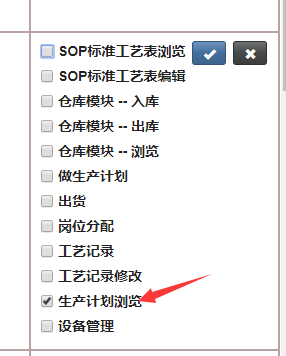 SOP标准工艺表浏览
SOP标准工艺表编辑
仓库模块 -- 入库
仓库模块 -- 出库
仓库模块 -- 浏览
做生产计划
出货
岗位分配
工艺记录
工艺记录修改
生产计划浏览
设备管理